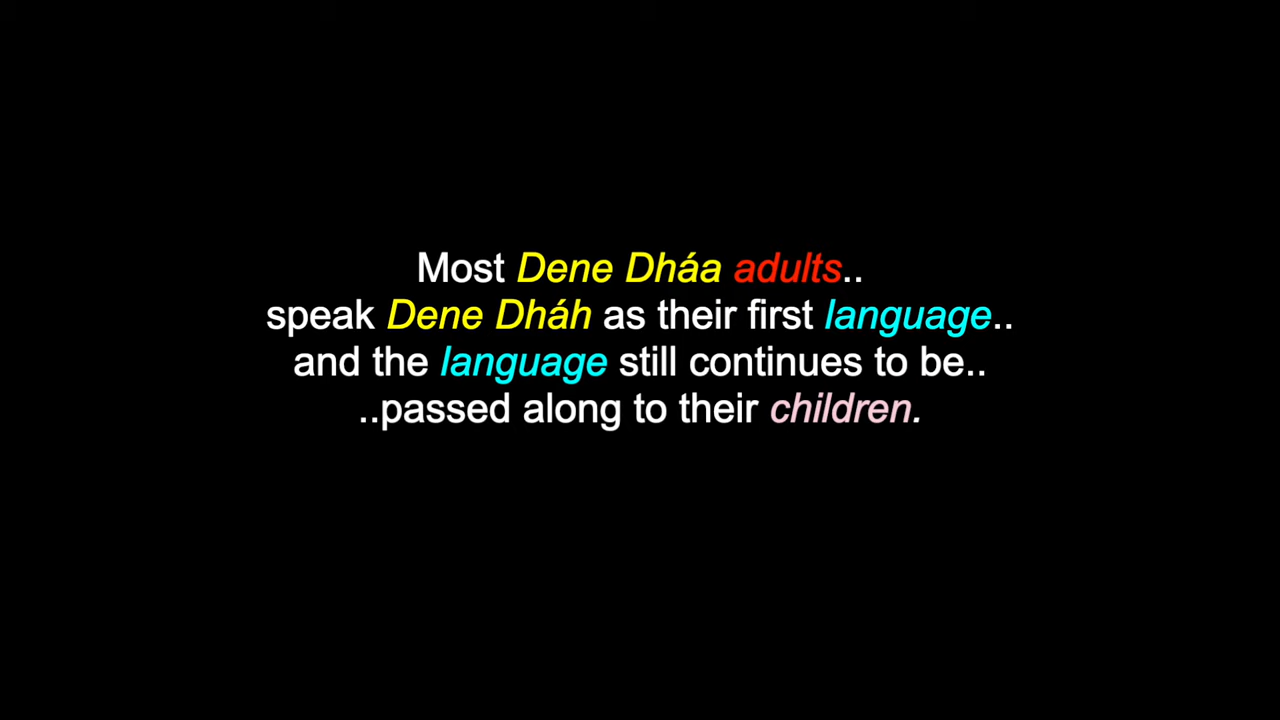 Most Dene Dháa adults..
speak Dene Dháh as their first language..
and the language still continues to be..
..passed along to their children.